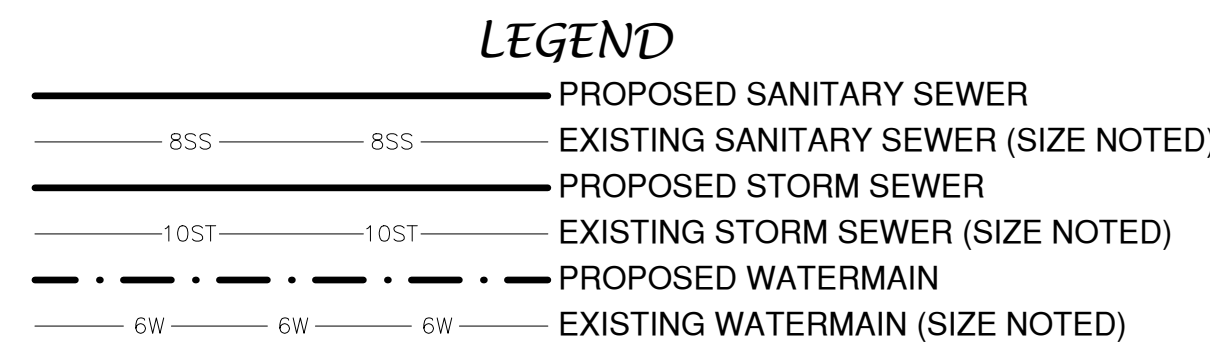 LEGEND
PROPOSED SANITARY SEWER
8SS 8SS EXISTING SANITARY SEWER (SIZE NOTED)
PROPOSED STORM SEWER
10ST 10ST EXISTING STORM SEWER (SIZE NOTED)
PROPOSED WATERMAIN
6W 6W 6W EXISTING WATERMAIN (SIZE NOTED)